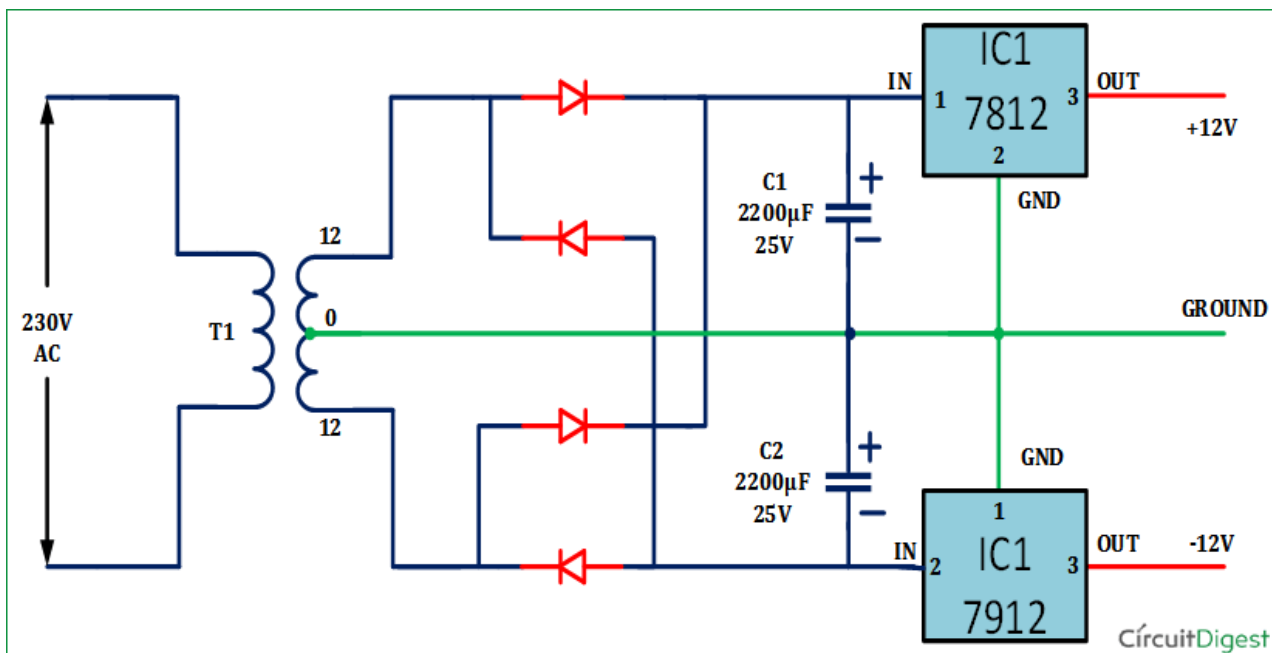 IC1
7812
IN
1
2
3
OUT
+12V
GND
C1
2200µF
25V
+
−
12
0
12
T1
230V
AC
GROUND
C2
2200µF
25V
+
−
GND
1
IN
2
IC1
7912
3
OUT
-12V
CírcuitDigest